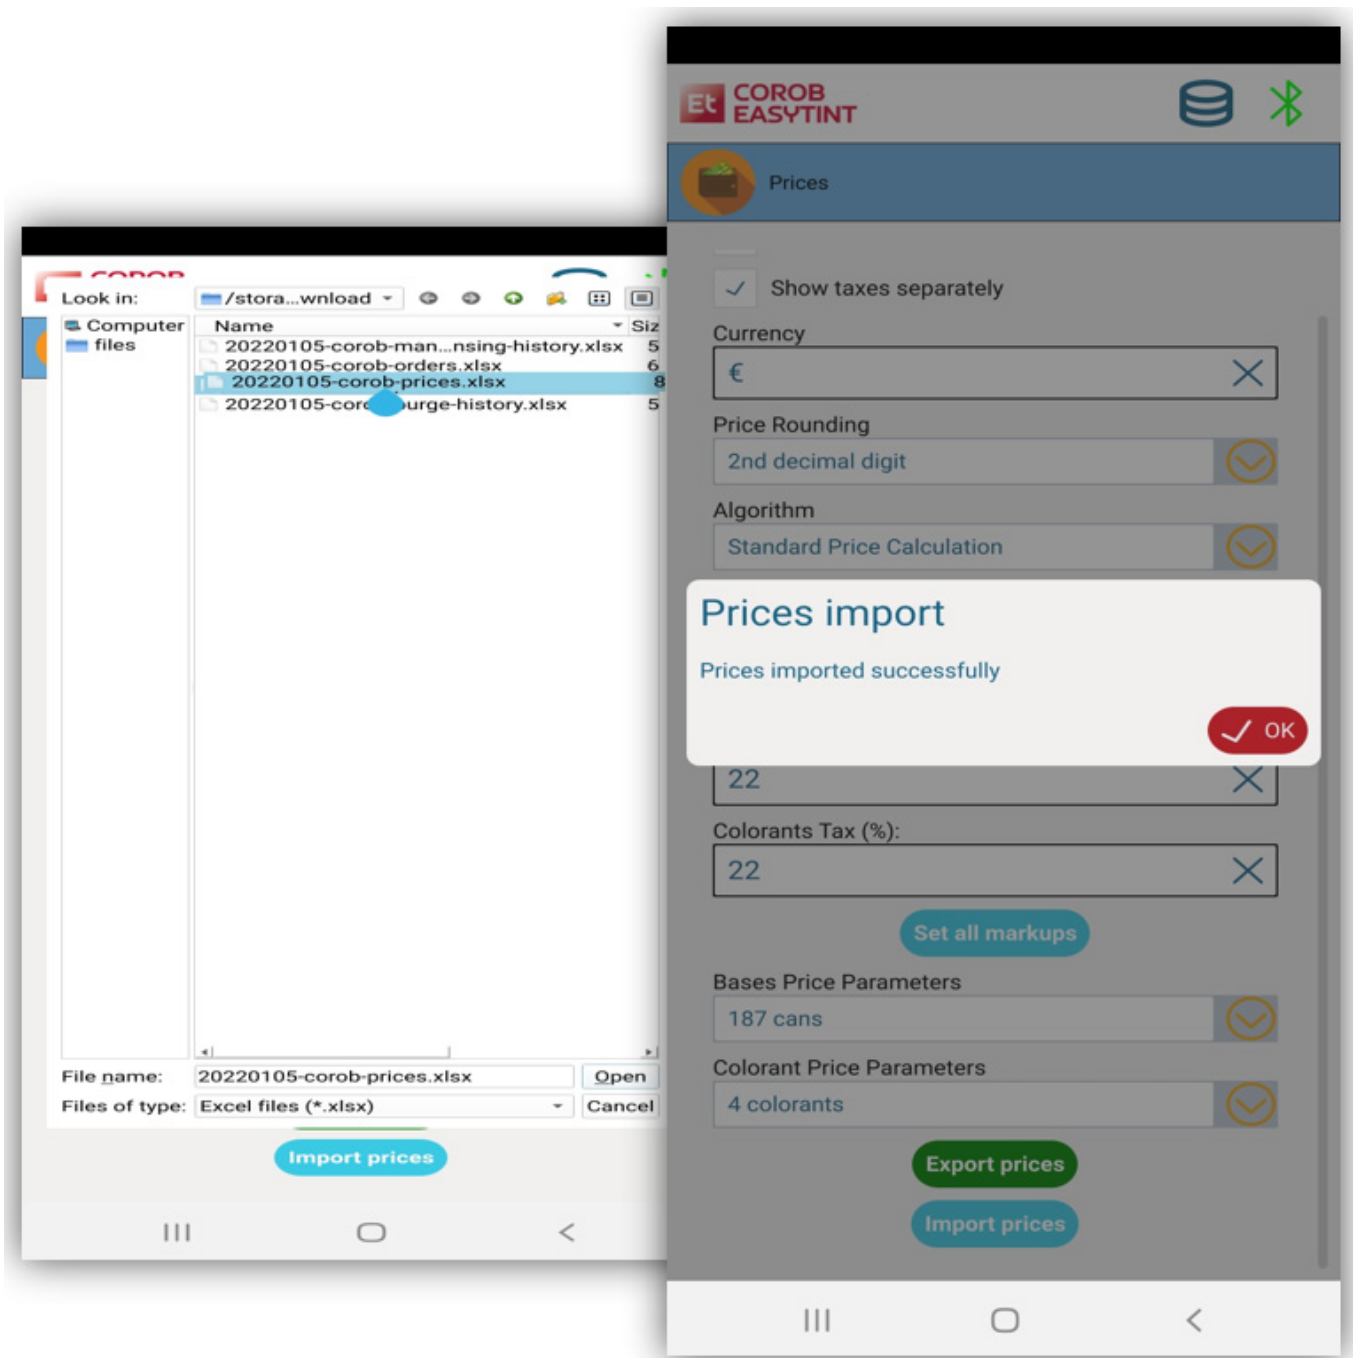 COROB
Look in:
/stora...wnload
Computer
files
Name
Siz
20220105-corob-man...nsing-history.xlsx 5
20220105-corob-orders.xlsx 6
20220105-corob-prices.xlsx 8
20220105-coro urge-history.xlsx 5
File name:
20220105-corob-prices.xlsx
Open
Files of type:
Excel files (*.xlsx)
Cancel
Import prices
Et
COROB
EASYTINT
Prices
Show taxes separately
Currency
€
Price Rounding
2nd decimal digit
Algorithm
Standard Price Calculation
Prices import
Prices imported successfully
OK
22
Colorants Tax (%):
22
Set all markups
Bases Price Parameters
187 cans
Colorant Price Parameters
4 colorants
Export prices
Import prices